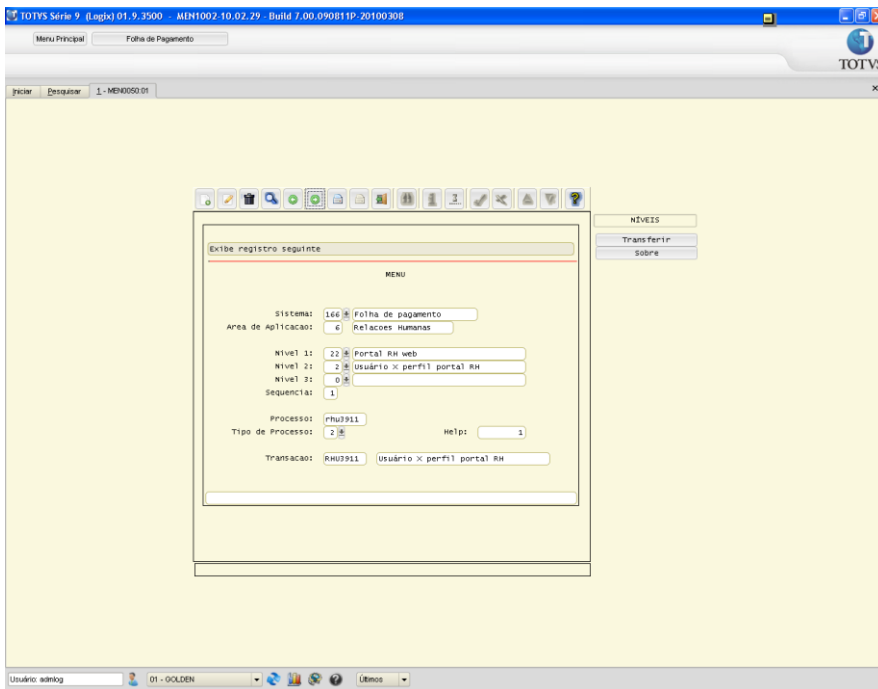 TOTVS Série 9 (Logix) 01.9.3500 - MEN1002-10.02.29 - Build 7.00.090811P-20100308
Menu Principal Folha de Pagamento
TOTVS
Iniciar Pesquisar 1 - MEN0050:01
NÍVEIS
Transferir
Sobre
Exibe registro seguinte
MENU
Sistema: 166 Folha de pagamento
Area de Aplicacao: 6 Relacoes Humanas
Nivel 1: 22 Portal RH web
Nivel 2: 2 Usuário X perfil portal RH
Nivel 3: 0
Sequencia: 1
Processo: rhu3911
Tipo de Processo: 2 Help: 1
Transacao: RHU3911 Usuário X perfil portal RH
Usuário: admlog 01 - GOLDEN Últimos